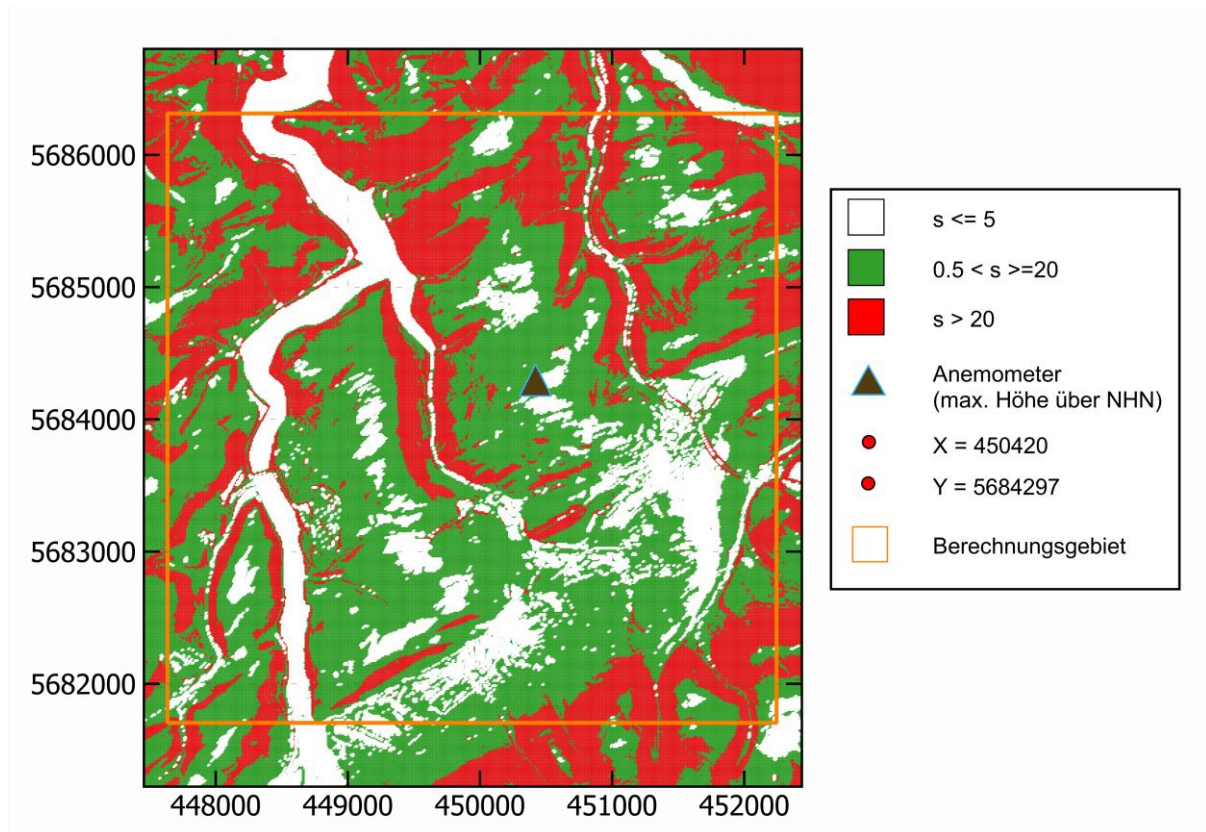 5686000
5685000
5684000
5683000
5682000
448000 449000 450000 451000 452000
s <= 5
0.5 < s >=20
s > 20
Anemometer
(max. Höhe über NHN)
X = 450420
Y = 5684297
Berechnungsgebiet